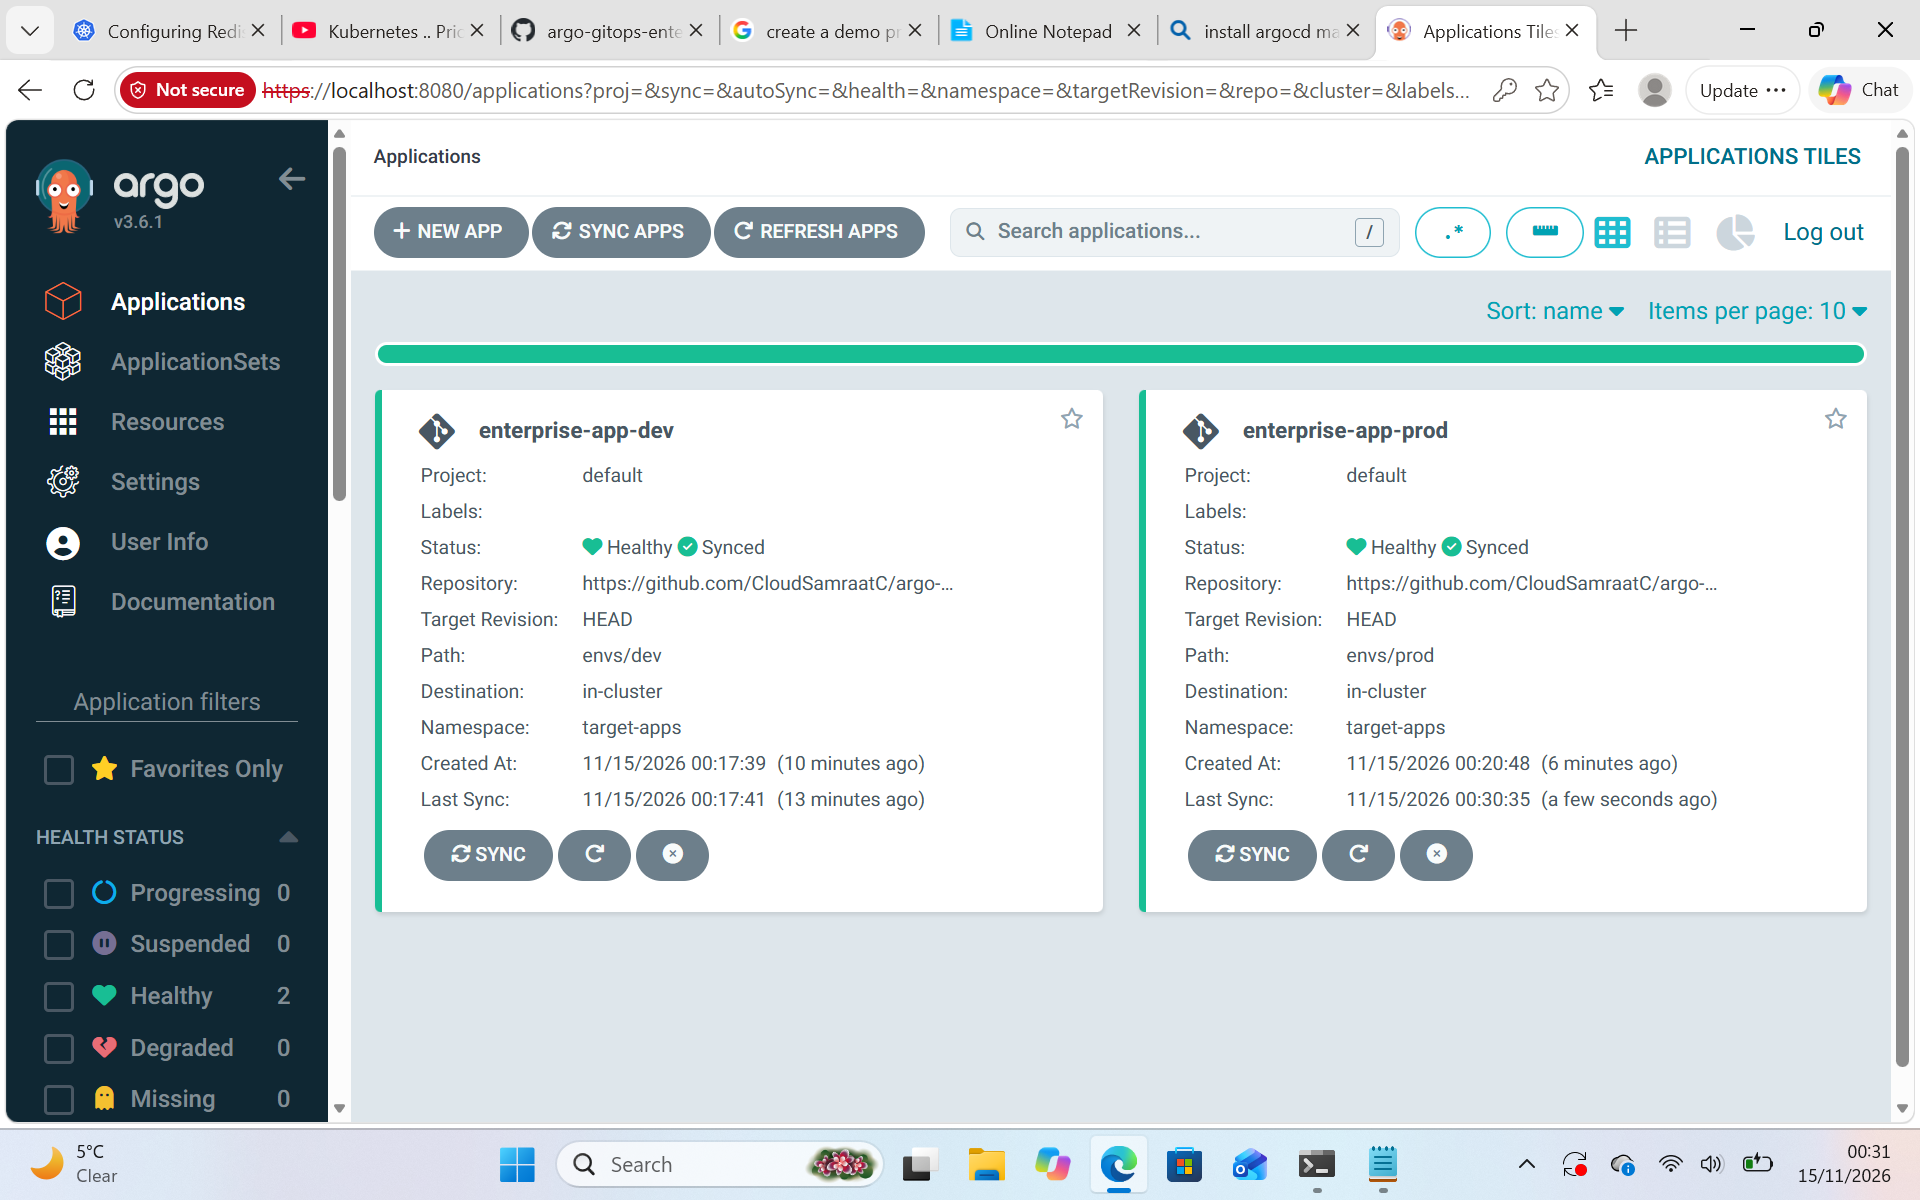 Configuring Redi
Kubernetes .. Pric
argo-gitops-ente
create a demo pr
Online Notepad
install argocd ma
Applications Tiles
Not secure
https://localhost:8080/applications?proj=&sync=&autoSync=&health=&namespace=&targetRevision=&repo=&cluster=&labels...
Update
Chat
argo
v3.6.1
Applications
ApplicationSets
Resources
Settings
User Info
Documentation
Application filters
Favorites Only
HEALTH STATUS
Progressing 0
Suspended 0
Healthy 2
Degraded 0
Missing 0
Applications
APPLICATIONS TILES
+ NEW APP
SYNC APPS
REFRESH APPS
Search applications...
/
.*
Log out
Sort: name
Items per page: 10
enterprise-app-dev
Project: default
Labels:
Status: Healthy Synced
Repository: https://github.com/CloudSamraatC/argo-...
Target Revision: HEAD
Path: envs/dev
Destination: in-cluster
Namespace: target-apps
Created At: 11/15/2026 00:17:39 (10 minutes ago)
Last Sync: 11/15/2026 00:17:41 (13 minutes ago)
SYNC
enterprise-app-prod
Project: default
Labels:
Status: Healthy Synced
Repository: https://github.com/CloudSamraatC/argo-...
Target Revision: HEAD
Path: envs/prod
Destination: in-cluster
Namespace: target-apps
Created At: 11/15/2026 00:20:48 (6 minutes ago)
Last Sync: 11/15/2026 00:30:35 (a few seconds ago)
SYNC
5°C
Clear
Search
00:31
15/11/2026